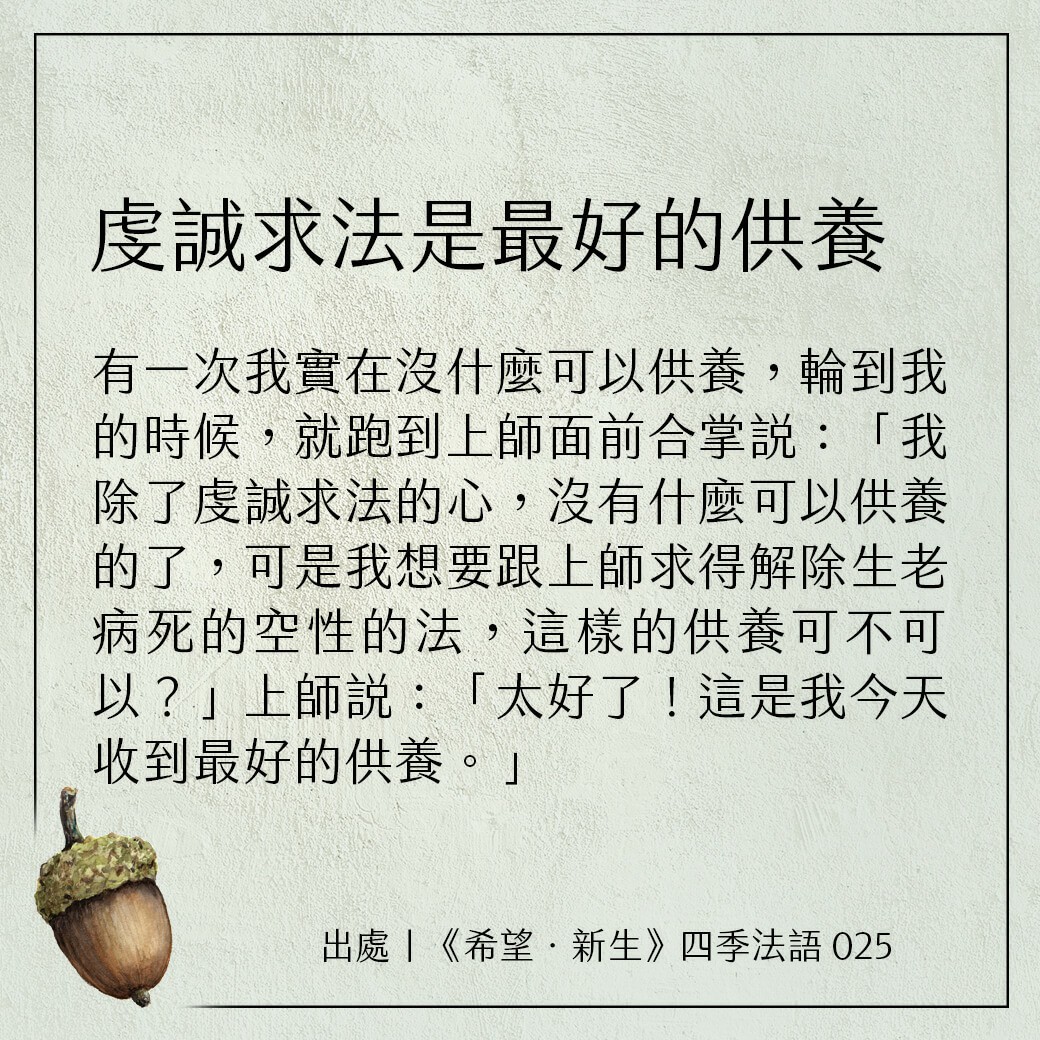 虔誠求法是最好的供養
有一次我實在沒什麼可以供養，輪到我
的時候，就跑到上師面前合掌説：「我
除了虔誠求法的心，沒有什麼可以供養
的了，可是我想要跟上師求得解除生老
病死的空性的法，這樣的供養可不可
以？」上師説：「太好了！這是我今天
收到最好的供養。」
出處｜《希望．新生》四季法語 025